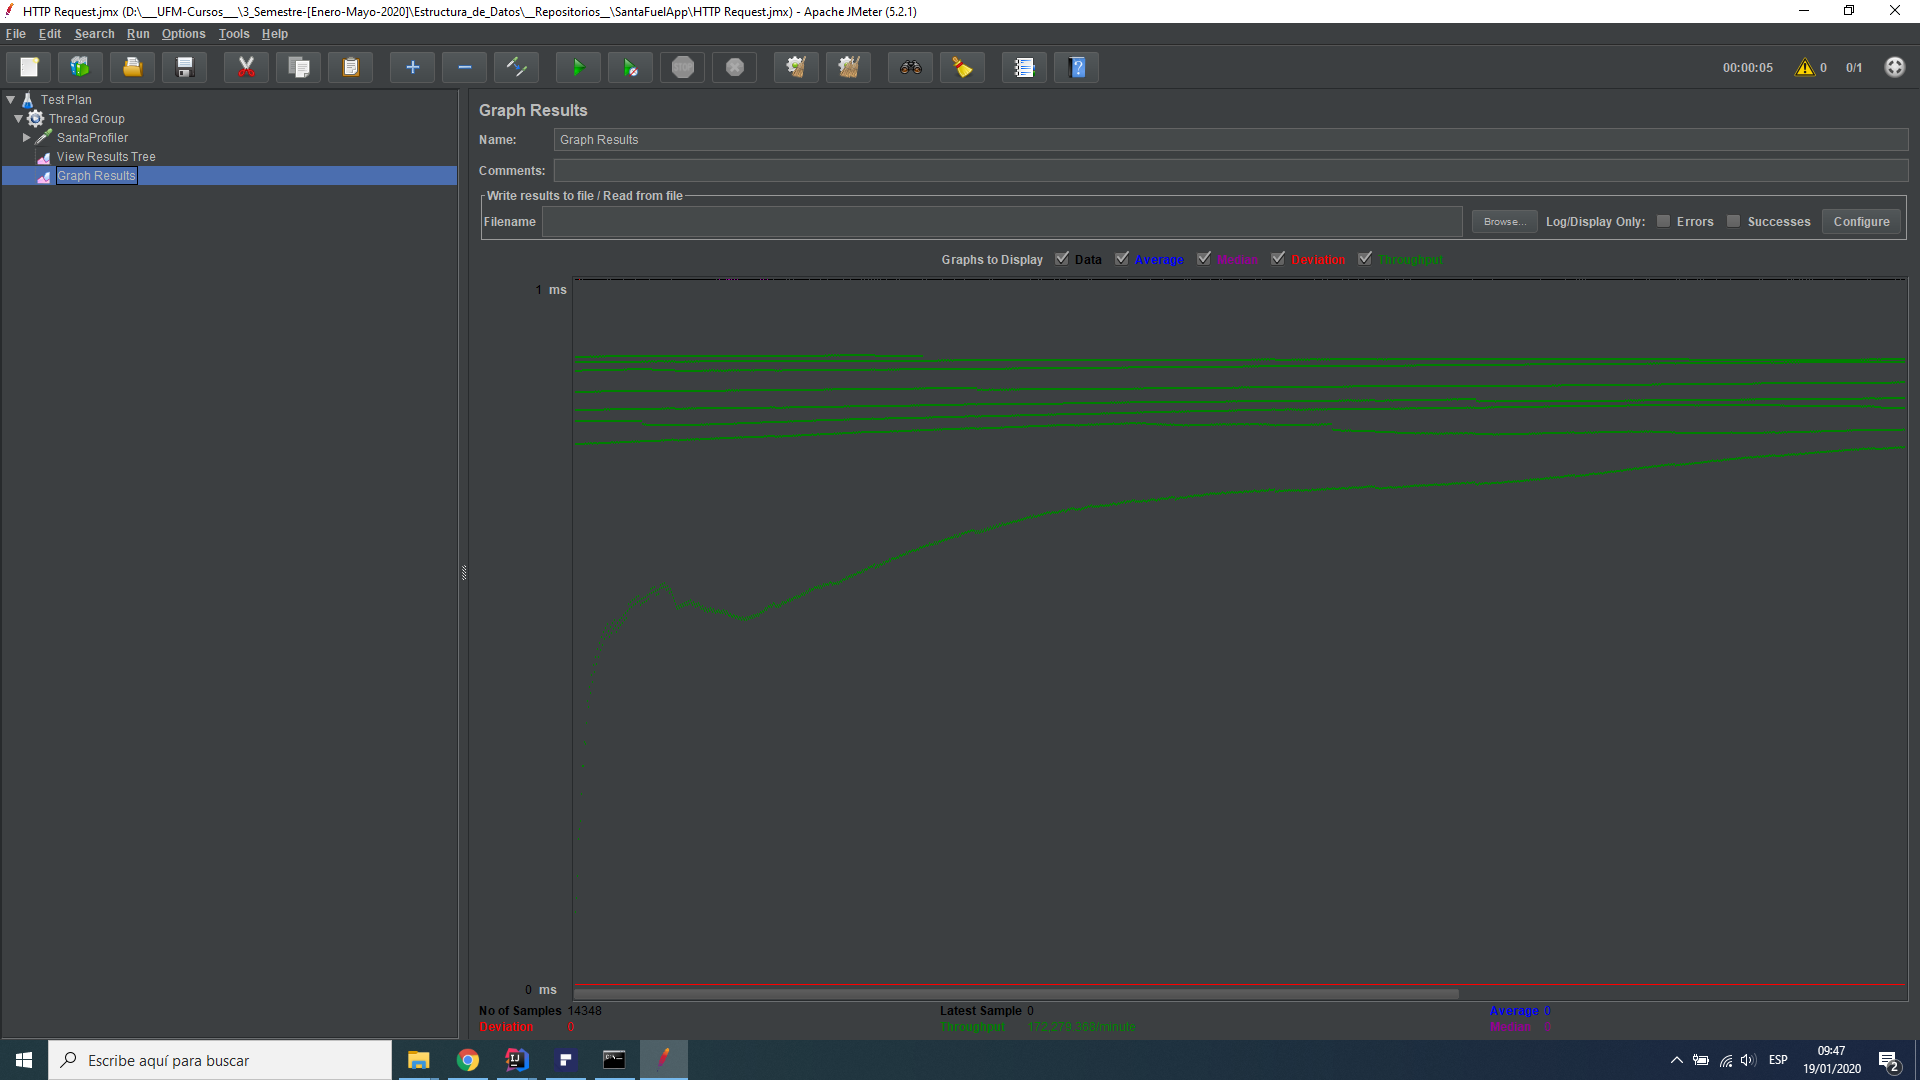 HTTP Request.jmx (D:\___UFM-Cursos___\3_Semestre-[Enero-Mayo-2020]\Estructura_de_Datos\__Repositorios__\SantaFuelApp\HTTP Request.jmx) - Apache JMeter (5.2.1)
File Edit Search Run Options Tools Help
STOP 00:00:05 0 0/1
Test Plan
Thread Group
SantaProfiler
View Results Tree
Graph Results
Graph Results
Name: Graph Results
Comments:
Write results to file / Read from file
Filename Browse... Log/Display Only: Errors Successes Configure
Graphs to Display Data Average Median Deviation Throughput
1 ms
0 ms
No of Samples 14348 Latest Sample 0 Average 0
Deviation 0 Throughput 172,279.368/minute Median 0
Escribe aquí para buscar
ESP
09:47
19/01/2020
2